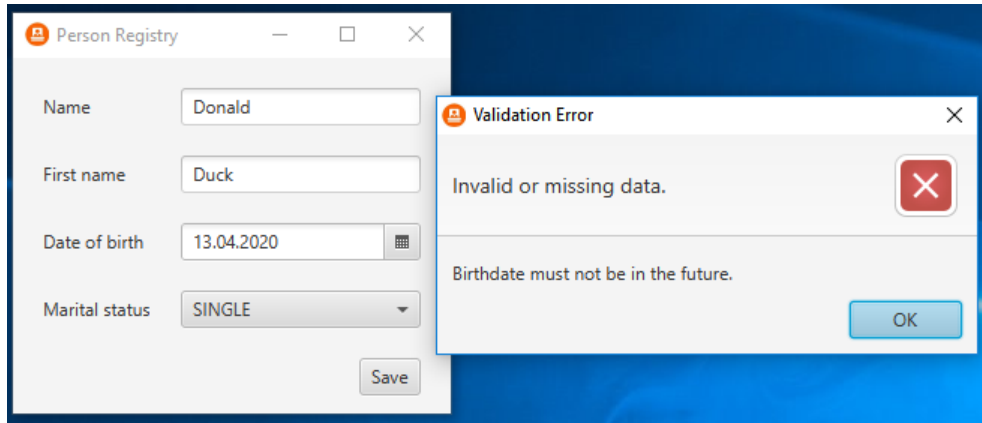 Person Registry
Name Donald
First name Duck
Date of birth 13.04.2020
Marital status SINGLE
Save
Validation Error
Invalid or missing data.
Birthdate must not be in the future.
OK